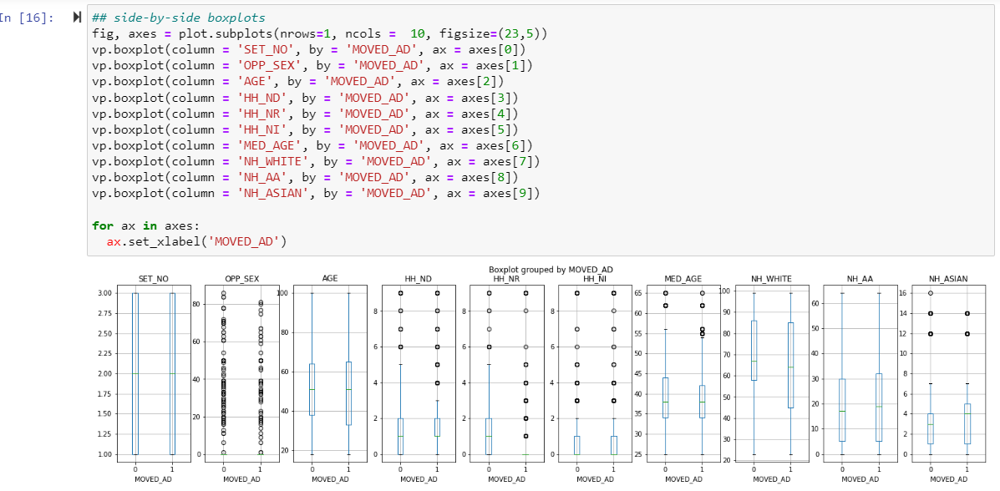 In [16]:
## side-by-side boxplots
fig, axes = plot.subplots(nrows=1, ncols =  10, figsize=(23,5))
vp.boxplot(column = 'SET_NO', by = 'MOVED_AD', ax = axes[0])
vp.boxplot(column = 'OPP_SEX', by = 'MOVED_AD', ax = axes[1])
vp.boxplot(column = 'AGE', by = 'MOVED_AD', ax = axes[2])
vp.boxplot(column = 'HH_ND', by = 'MOVED_AD', ax = axes[3])
vp.boxplot(column = 'HH_NR', by = 'MOVED_AD', ax = axes[4])
vp.boxplot(column = 'HH_NI', by = 'MOVED_AD', ax = axes[5])
vp.boxplot(column = 'MED_AGE', by = 'MOVED_AD', ax = axes[6])
vp.boxplot(column = 'NH_WHITE', by = 'MOVED_AD', ax = axes[7])
vp.boxplot(column = 'NH_AA', by = 'MOVED_AD', ax = axes[8])
vp.boxplot(column = 'NH_ASIAN', by = 'MOVED_AD', ax = axes[9])
for ax in axes:
  ax.set_xlabel('MOVED_AD')
Boxplot grouped by MOVED_AD
SET_NO
3.00
2.75
2.50
2.25
2.00
1.75
1.50
1.25
1.00
0 1
MOVED_AD
OPP_SEX
80
60
40
20
0
0 1
MOVED_AD
AGE
100
80
60
40
20
0 1
MOVED_AD
HH_ND
8
6
4
2
0
0 1
MOVED_AD
HH_NR
8
6
4
2
0
0 1
MOVED_AD
HH_NI
8
6
4
2
0
0 1
MOVED_AD
MED_AGE
65
60
55
50
45
40
35
30
25
0 1
MOVED_AD
NH_WHITE
100
90
80
70
60
50
40
30
20
0 1
MOVED_AD
NH_AA
60
50
40
30
20
10
0
0 1
MOVED_AD
NH_ASIAN
16
14
12
10
8
6
4
2
0
0 1
MOVED_AD